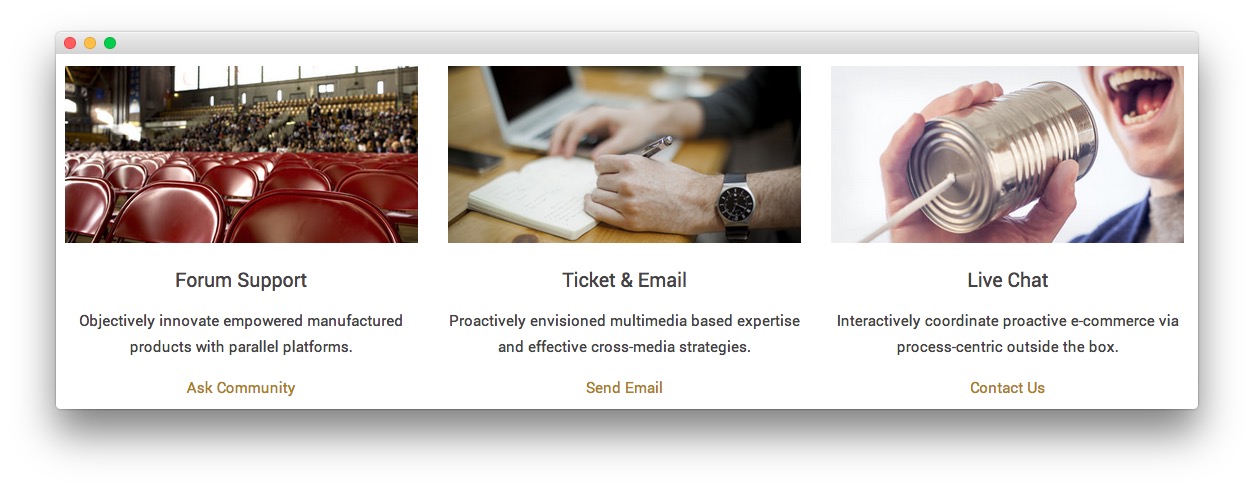 Forum Support
Objectively innovate empowered manufactured
products with parallel platforms.
Ask Community
Ticket & Email
Proactively envisioned multimedia based expertise
and effective cross-media strategies.
Send Email
Live Chat
Interactively coordinate proactive e-commerce via
process-centric outside the box.
Contact Us